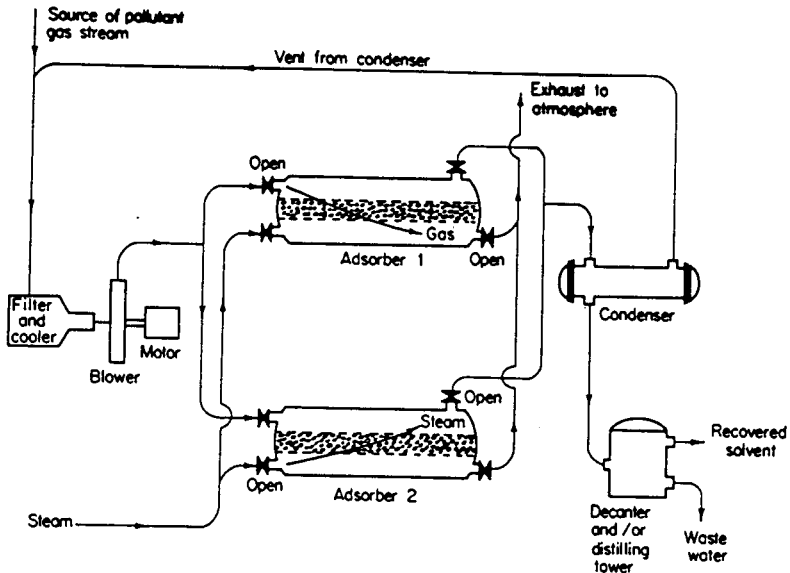 Source of pollutant
gas stream
Vent from condenser
Exhaust to
atmosphere
Open
Gas
Adsorber 1
Open
Filter
and
cooler
Motor
Blower
Condenser
Open
Steam
Open
Adsorber 2
Steam
Recovered
solvent
Decanter
and/or
distilling
tower
Waste
water